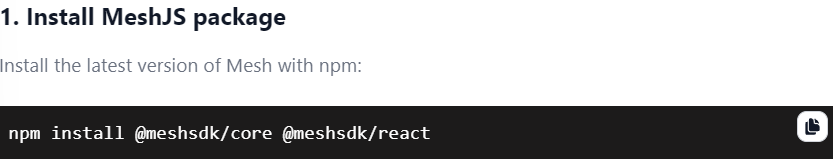 1. Install MeshJS package
Install the latest version of Mesh with npm:
npm install @meshsdk/core @meshsdk/react